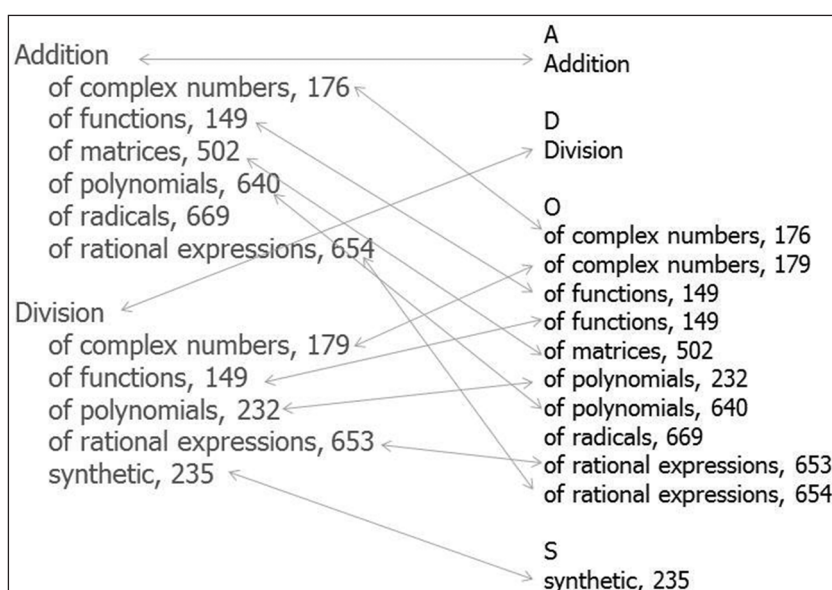 Addition
of complex numbers, 176
of functions, 149
of matrices, 502
of polynomials, 640
of radicals, 669
of rational expressions, 654
Division
of complex numbers, 179
of functions, 149
of polynomials, 232
of rational expressions, 653
synthetic, 235
A
Addition
D
Division
O
of complex numbers, 176
of complex numbers, 179
of functions, 149
of functions, 149
of matrices, 502
of polynomials, 232
of polynomials, 640
of radicals, 669
of rational expressions, 653
of rational expressions, 654
S
synthetic, 235